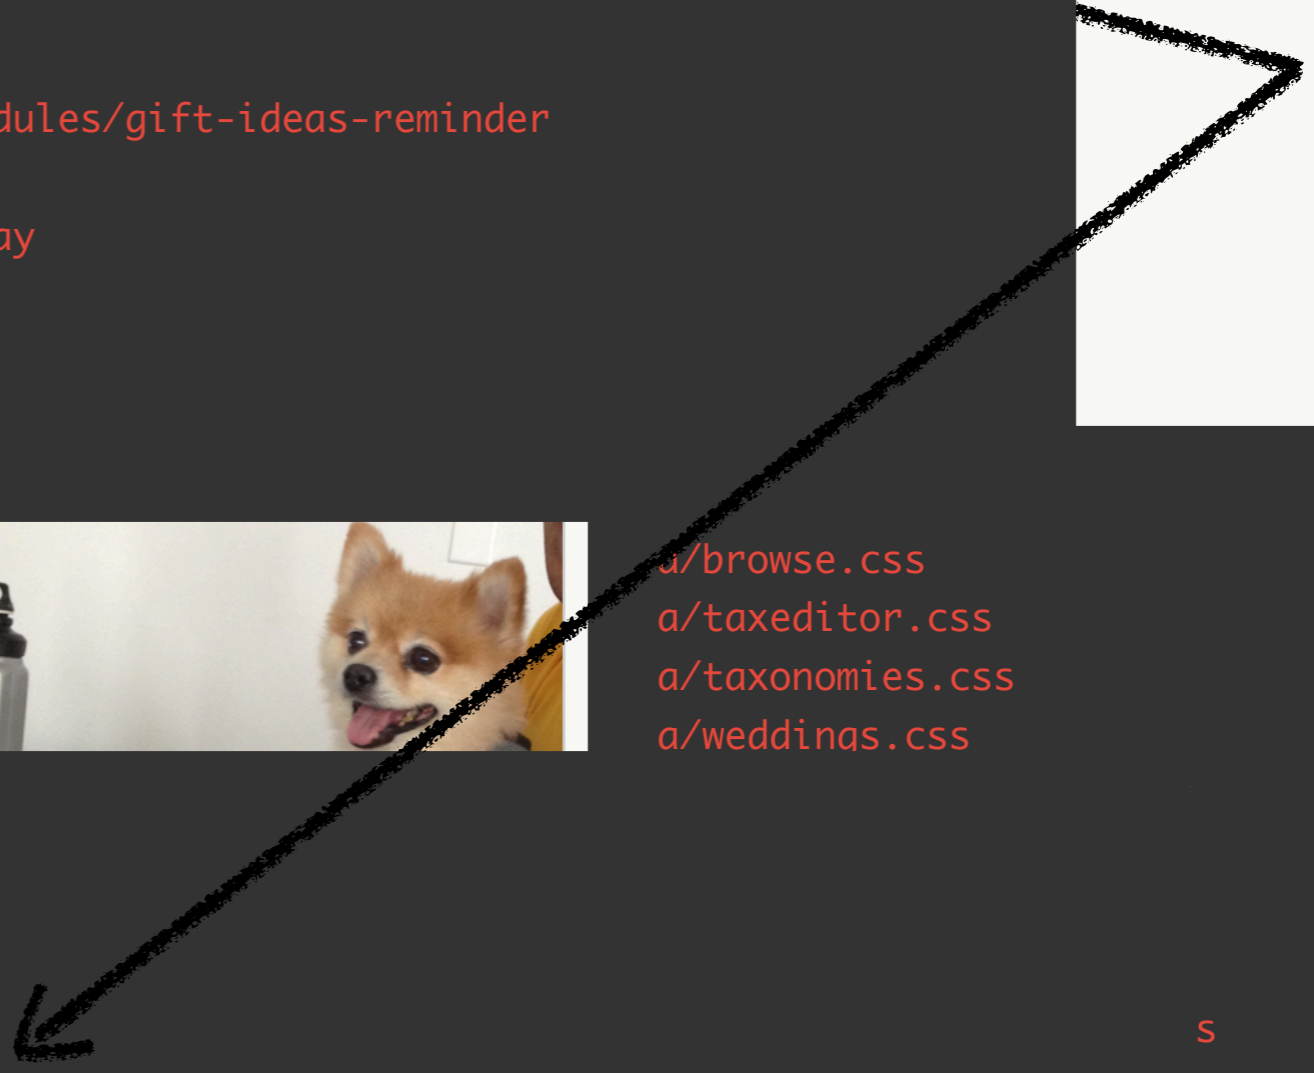 dules/gift-ideas-reminder
ay
a/browse.css
a/taxeditor.css
a/taxonomies.css
a/weddings.css
s